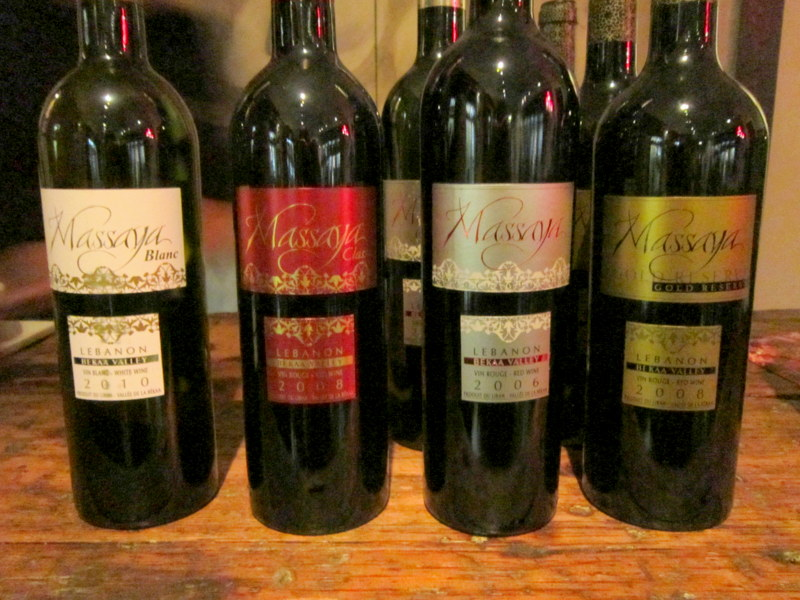 Massaya
Blanc
LEBANON
BEKAA VALLEY
VIN BLANC - WHITE WINE
2010
Massaya
LEBANON
BEKAA VALLEY
VIN ROUGE - RED WINE
2008
Massaya
LEBANON
BEKAA VALLEY
VIN ROUGE - RED WINE
2006
Massaya
GOLD RESERVE
GOLD RESERVE
LEBANON
BEKAA VALLEY
VIN ROUGE - RED WINE
2008